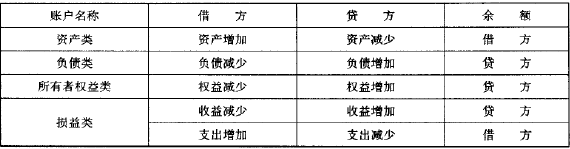 账户名称 借方 贷方 余额
资产类 资产增加 资产减少 借方
负债类 负债减少 负债增加 贷方
所有者权益类 权益减少 权益增加 贷方
损益类 收益减少 收益增加 贷方
支出增加 支出减少 借方